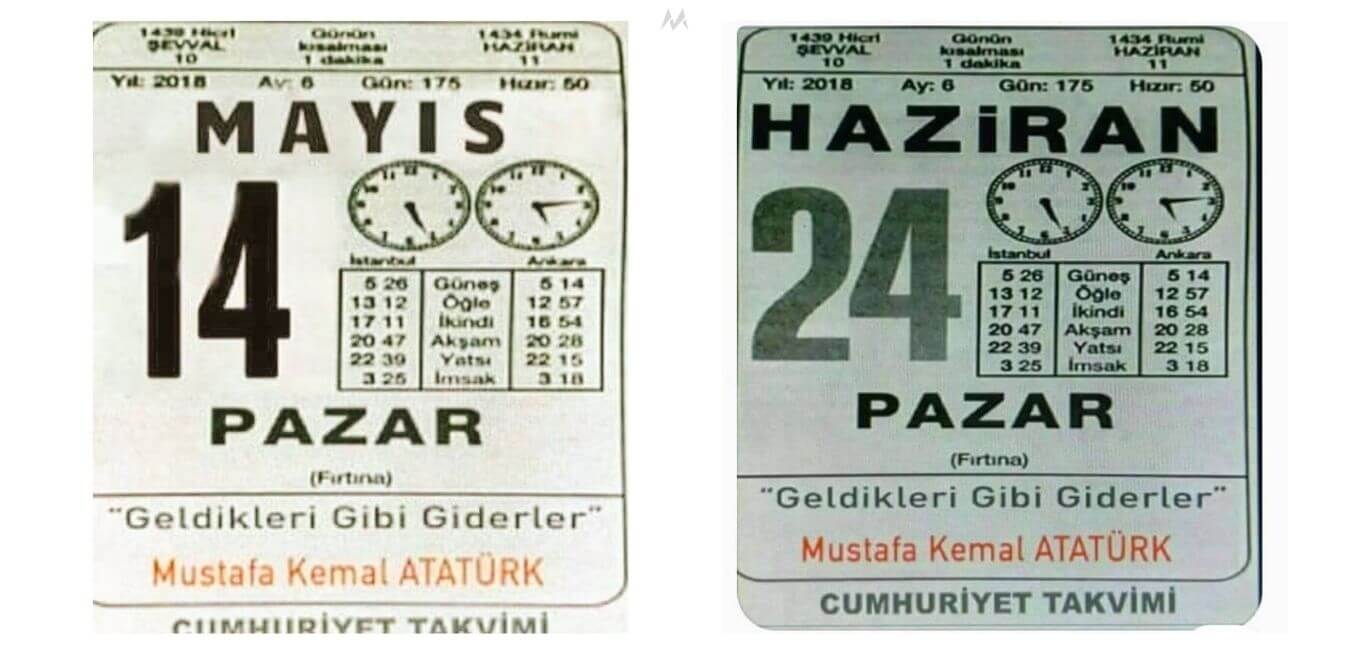 1439 Hicri
ŞEVVAL
10
Günün
kısalması
1 dakika
1434 Rumi
HAZİRAN
11
Yıl: 2018 Ay: 6 Gün: 175 Hızır: 50
MAYIS
14
İstanbul Ankara
5 26 Güneş 5 14
13 12 Öğle 12 57
17 11 İkindi 16 54
20 47 Akşam 20 28
22 39 Yatsı 22 15
3 25 İmsak 3 18
PAZAR
(Fırtına)
"Geldikleri Gibi Giderler"
Mustafa Kemal ATATÜRK
CUMHURİYET TAKVİMİ
1439 Hicri
ŞEVVAL
10
Günün
kısalması
1 dakika
1434 Rumi
HAZİRAN
11
Yıl: 2018 Ay: 6 Gün: 175 Hızır: 50
HAZiRAN
24
İstanbul Ankara
5 26 Güneş 5 14
13 12 Öğle 12 57
17 11 İkindi 16 54
20 47 Akşam 20 28
22 39 Yatsı 22 15
3 25 İmsak 3 18
PAZAR
(Fırtına)
"Geldikleri Gibi Giderler"
Mustafa Kemal ATATÜRK
CUMHURİYET TAKVİMİ